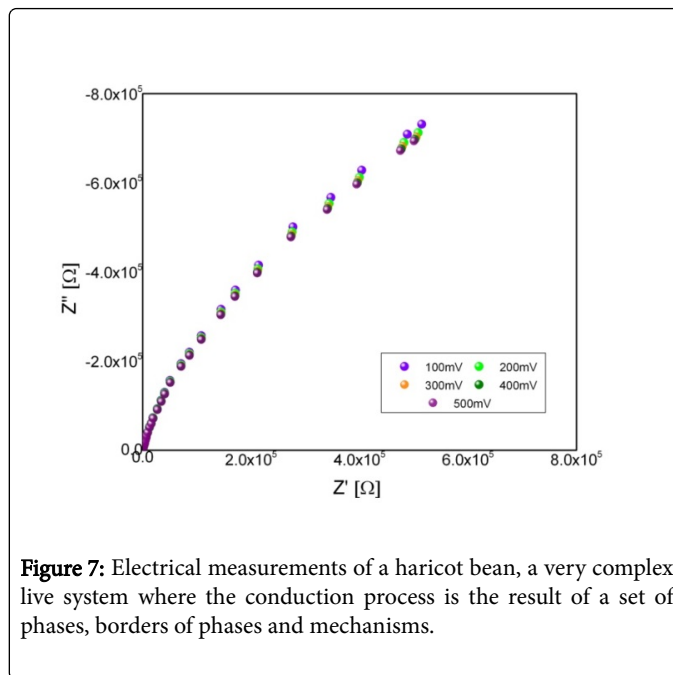 -8.0x10⁵
-6.0x10⁵
-4.0x10⁵
-2.0x10⁵
0.0
Z'' [Ω]
0.0 2.0x10⁵ 4.0x10⁵ 6.0x10⁵ 8.0x10⁵
Z' [Ω]
100mV 200mV
300mV 400mV
500mV
Figure 7: Electrical measurements of a haricot bean, a very complex
live system where the conduction process is the result of a set of
phases, borders of phases and mechanisms.